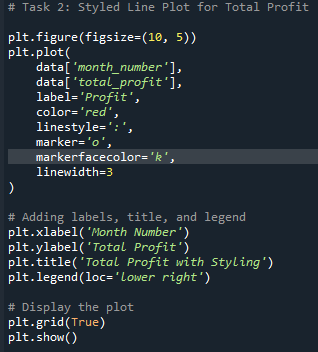 # Task 2: Styled Line Plot for Total Profit
plt.figure(figsize=(10, 5))
plt.plot(
    data['month_number'],
    data['total_profit'],
    label='Profit',
    color='red',
    linestyle=':',
    marker='o',
    markerfacecolor='k',
    linewidth=3
)
# Adding labels, title, and legend
plt.xlabel('Month Number')
plt.ylabel('Total Profit')
plt.title('Total Profit with Styling')
plt.legend(loc='lower right')
# Display the plot
plt.grid(True)
plt.show()